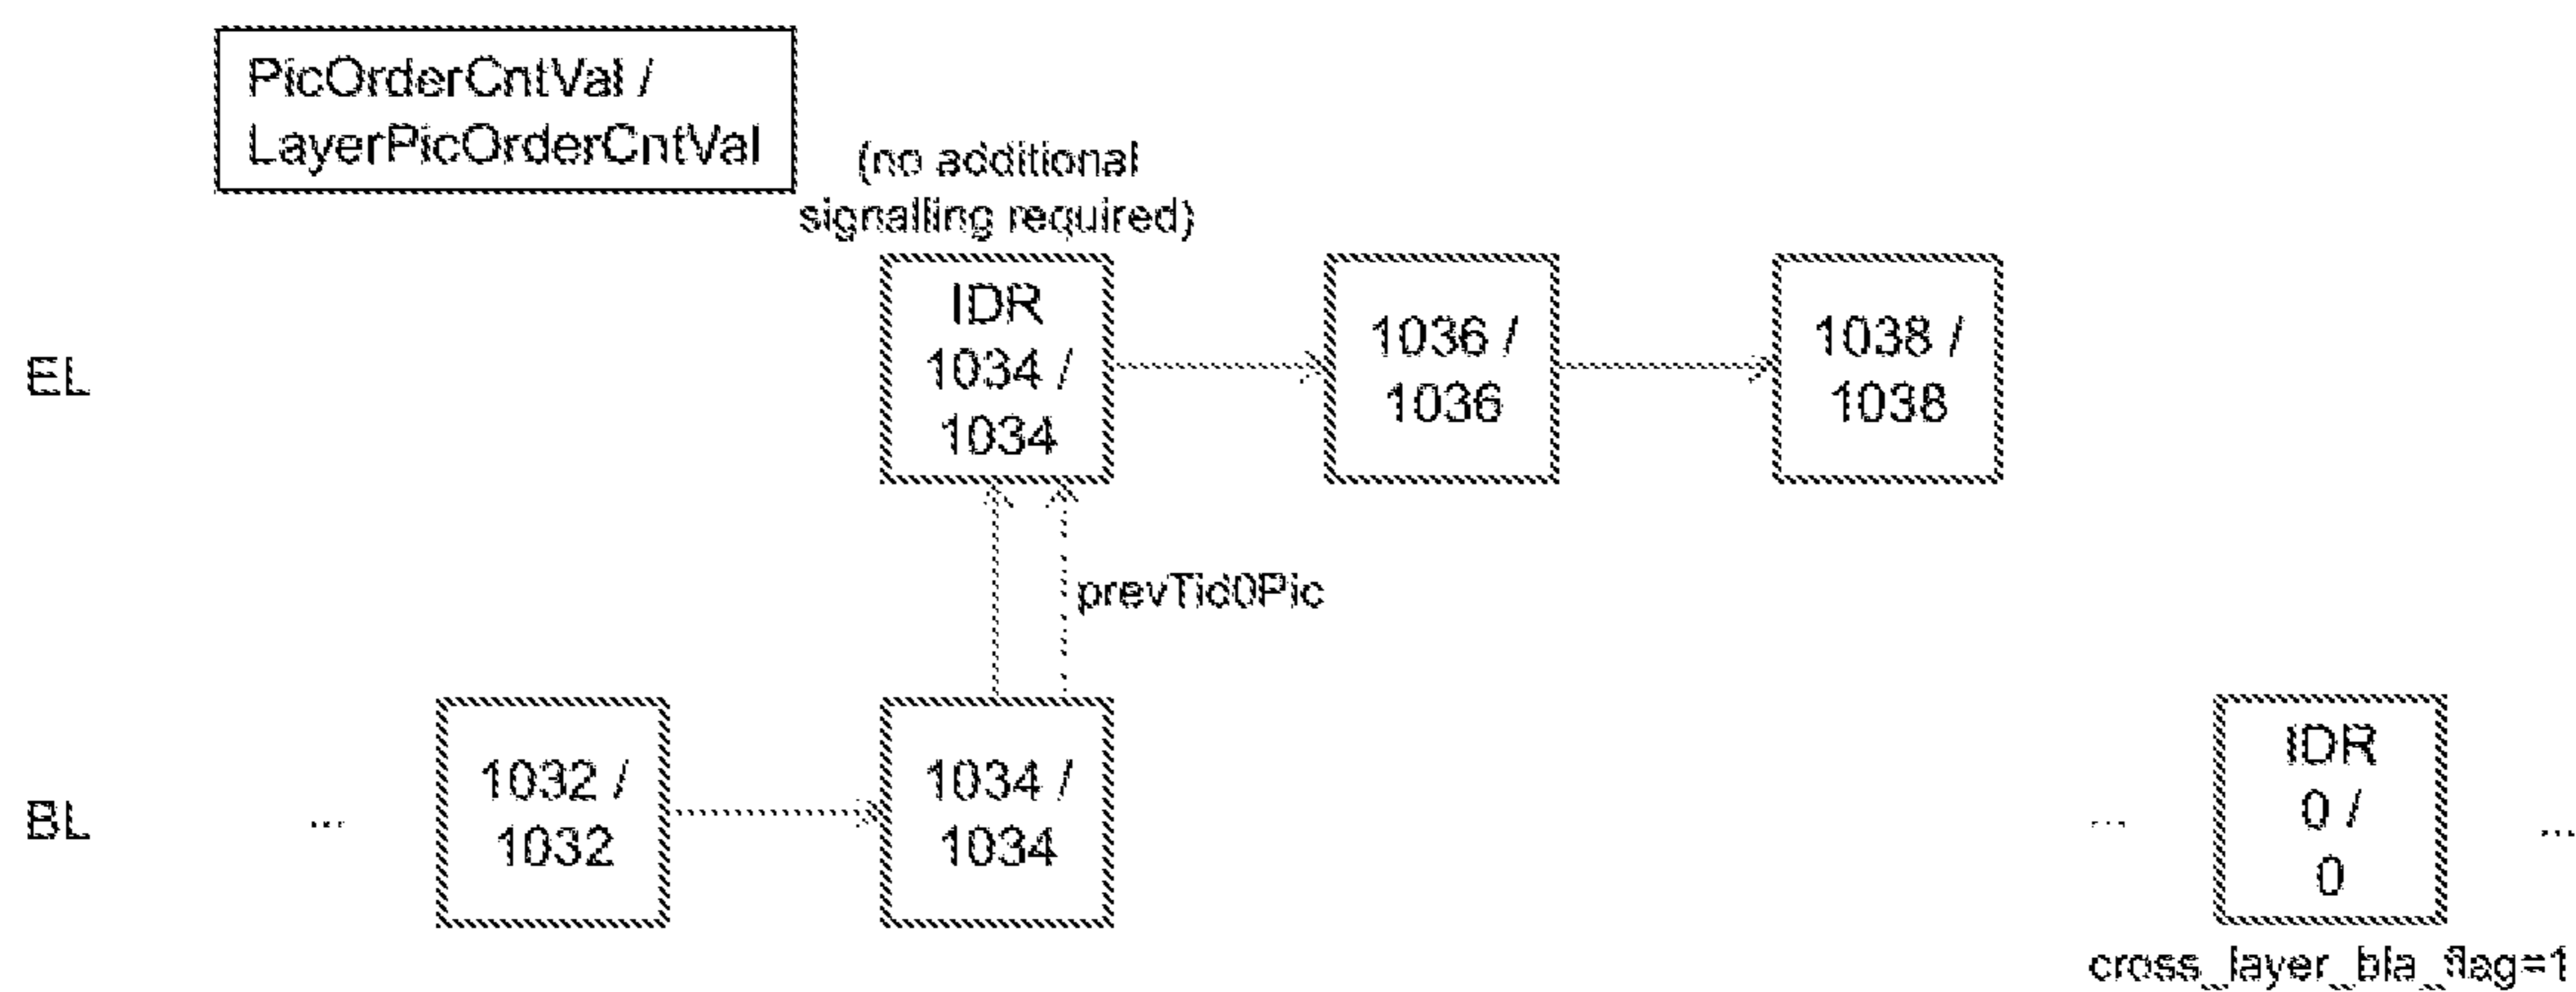 PicOrderCntVal /
LayerPicOrderCntVal
(no additional
signalling required)
EL
IDR
1034 /
1034
1036 /
1036
1038 /
1038
prevTid0Pic
BL
...
1032 /
1032
1034 /
1034
...
IDR
0 /
0
...
cross_layer_bla_flag=1